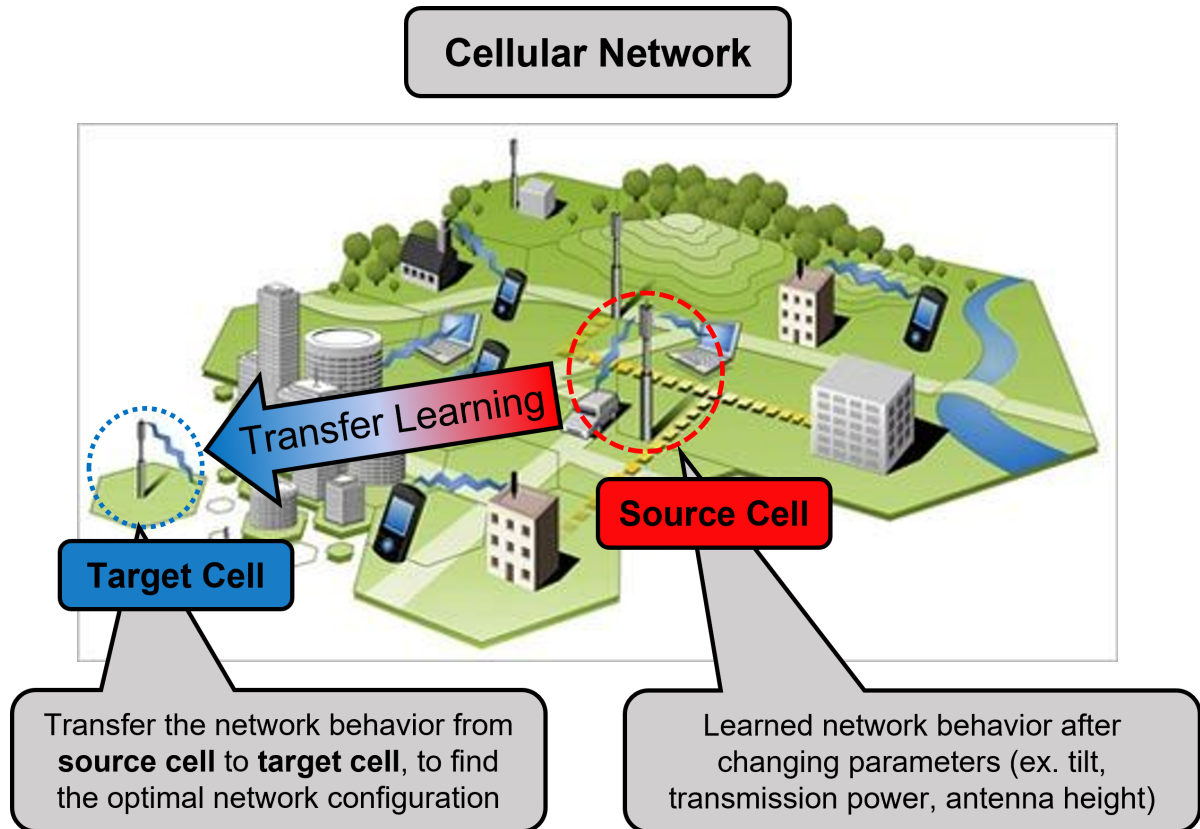 Cellular Network
Transfer Learning
Source Cell
Target Cell
Transfer the network behavior from
source cell to target cell, to find
the optimal network configuration
Learned network behavior after
changing parameters (ex. tilt,
transmission power, antenna height)